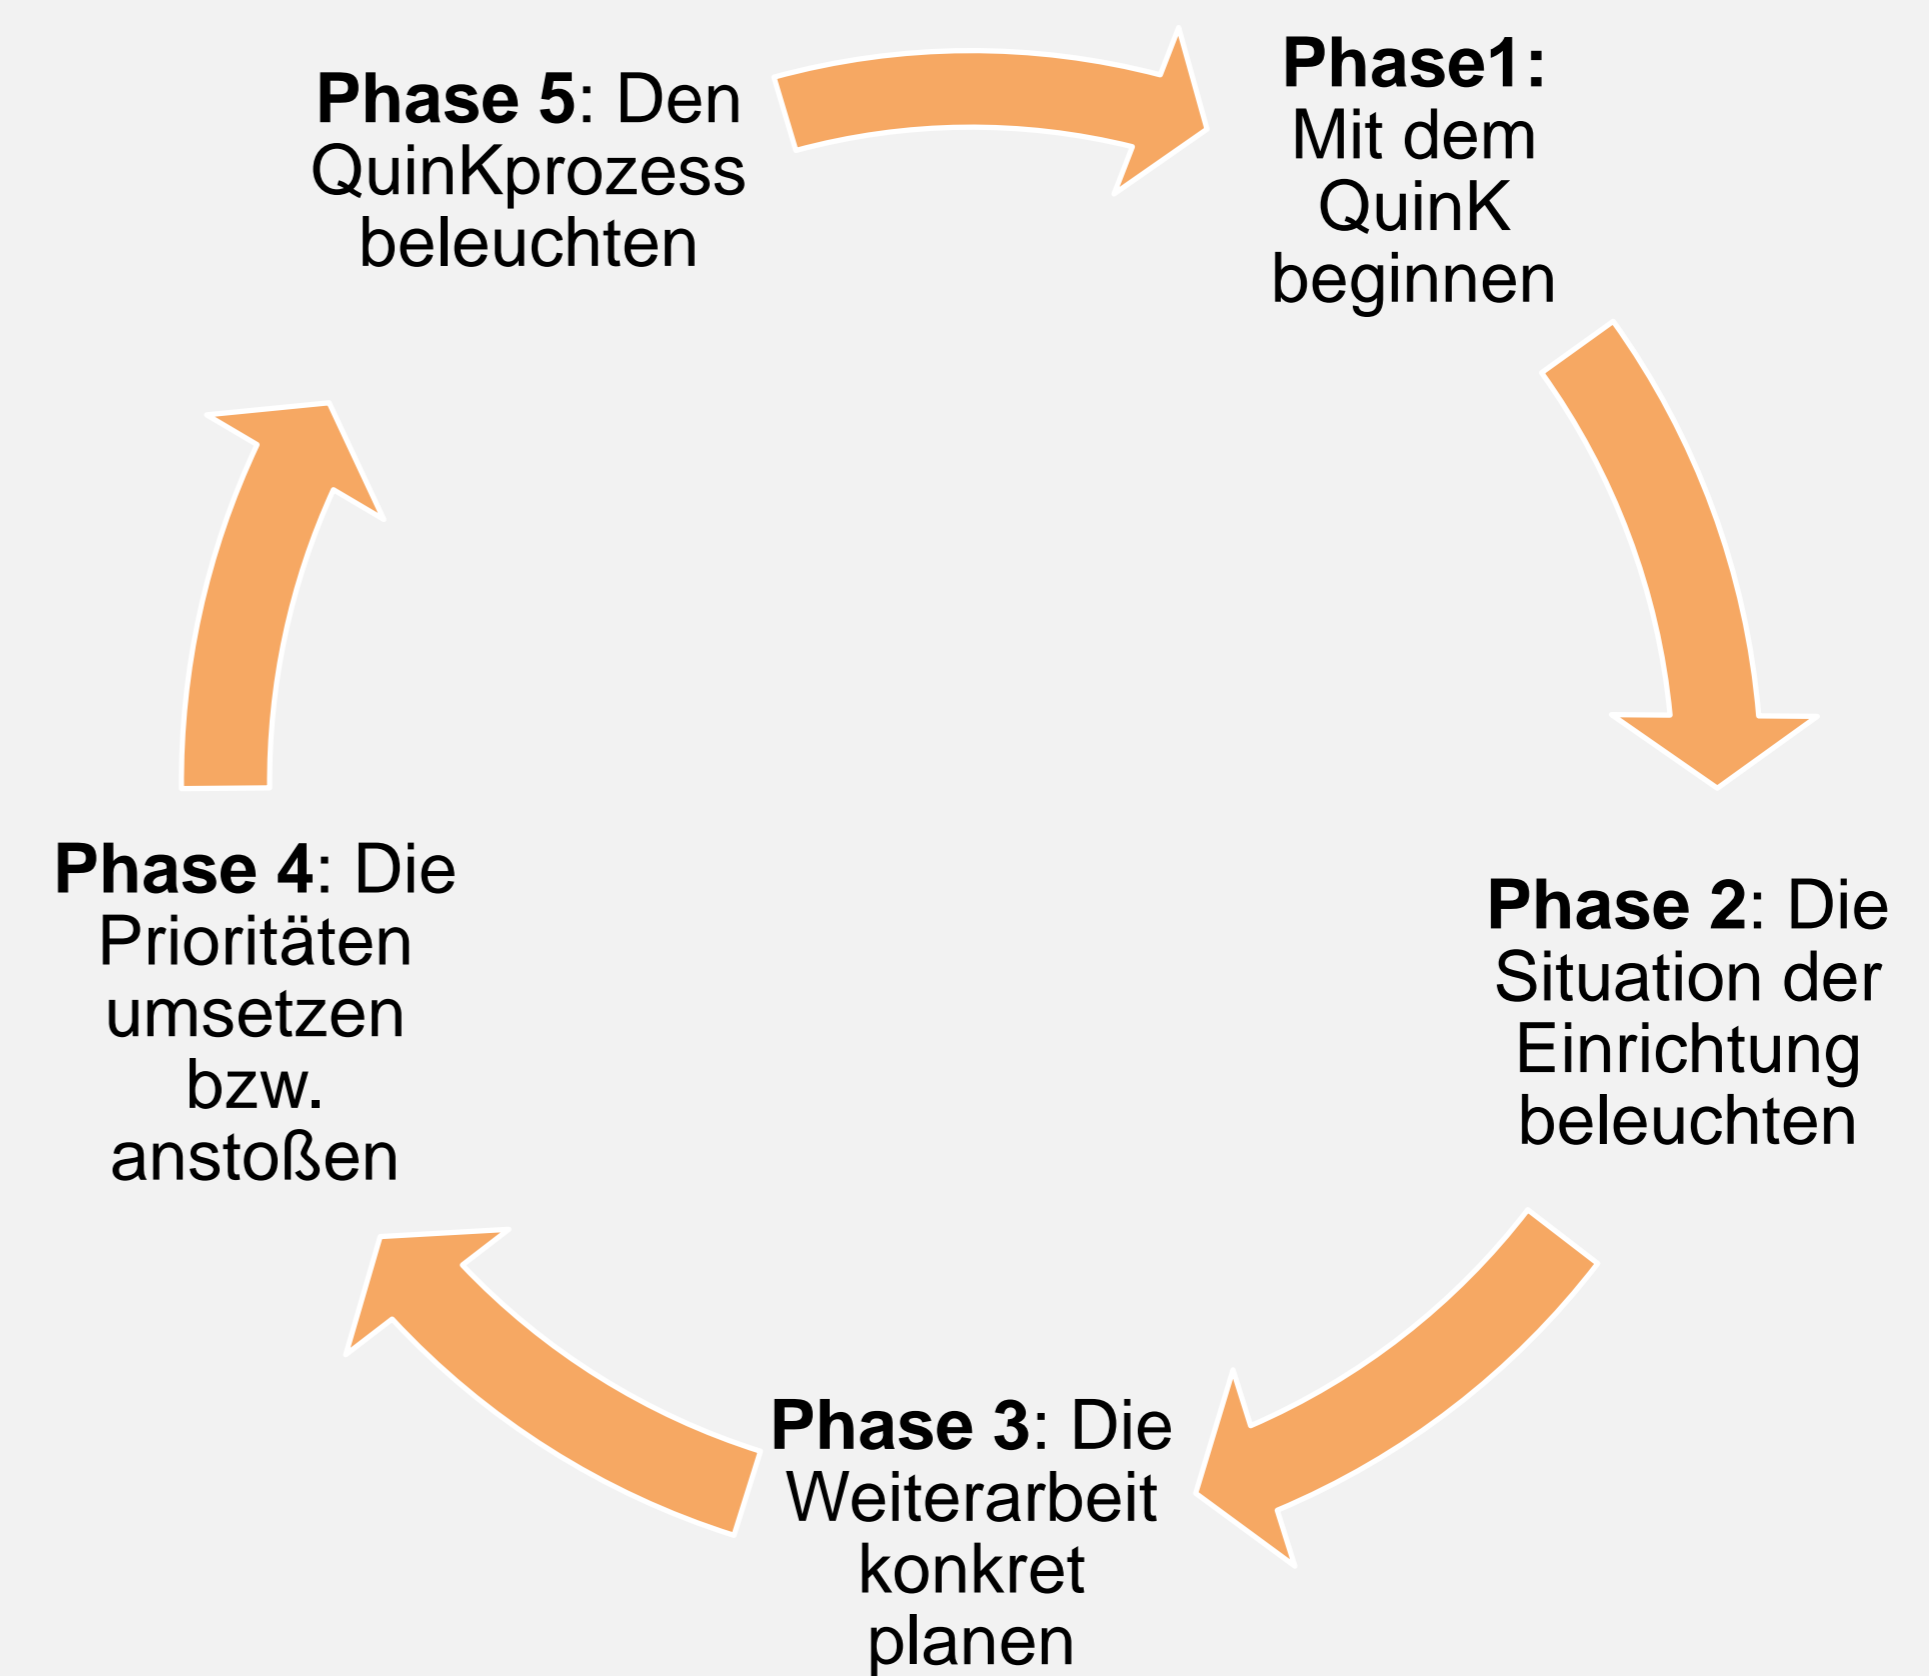 Phase1:
Mit dem
QuinK
beginnen
Phase 2: Die
Situation der
Einrichtung
beleuchten
Phase 3: Die
Weiterarbeit
konkret
planen
Phase 4: Die
Prioritäten
umsetzen
bzw.
anstoßen
Phase 5: Den
QuinKprozess
beleuchten